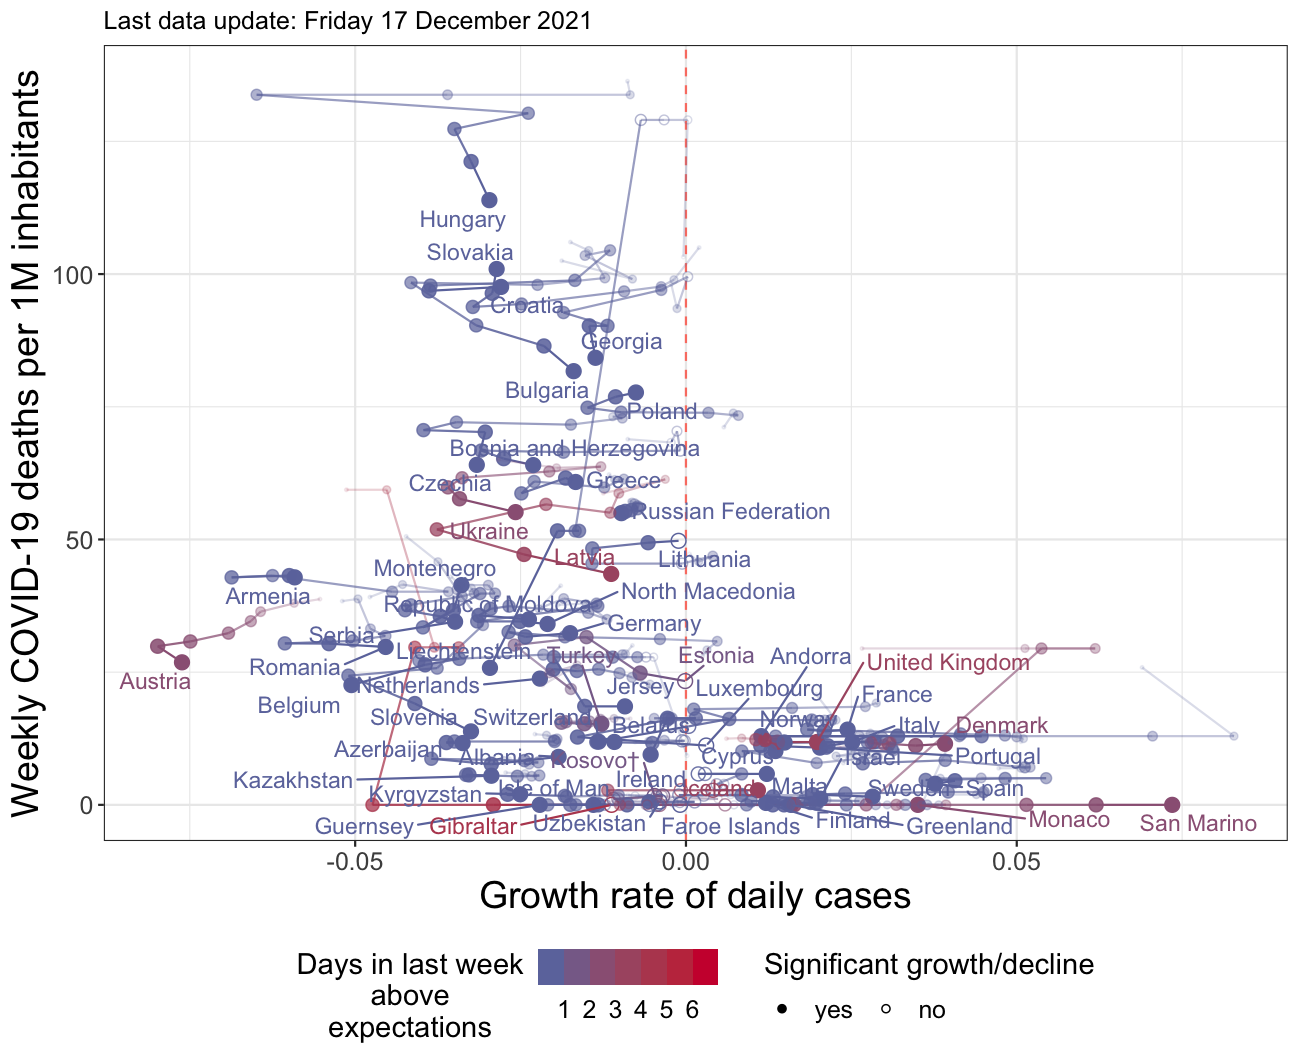 Last data update: Friday 17 December 2021
Weekly COVID-19 deaths per 1M inhabitants
100
50
0
Hungary
Slovakia
Croatia
Georgia
Bulgaria
Poland
Bosnia and Herzegovina
Czechia
Greece
Russian Federation
Ukraine
Latvia
Lithuania
Montenegro
Armenia
North Macedonia
Republic of Moldova
Germany
Serbia
Liechtenstein
Turkey
Estonia
Andorra
United Kingdom
Romania
Austria
Netherlands
Jersey
Luxembourg
France
Belgium
Slovenia
Switzerland
Belarus
Norway
Italy
Denmark
Azerbaijan
Albania
Kosovo†
Cyprus
Israel
Portugal
Kazakhstan
Kyrgyzstan
Isle of Man
Ireland
Iceland
Malta
Sweden
Spain
Guernsey
Gibraltar
Uzbekistan
Faroe Islands
Finland
Greenland
Monaco
San Marino
-0.05
0.00
0.05
Growth rate of daily cases
Days in last week
above
expectations
1 2 3 4 5 6
Significant growth/decline
yes
no